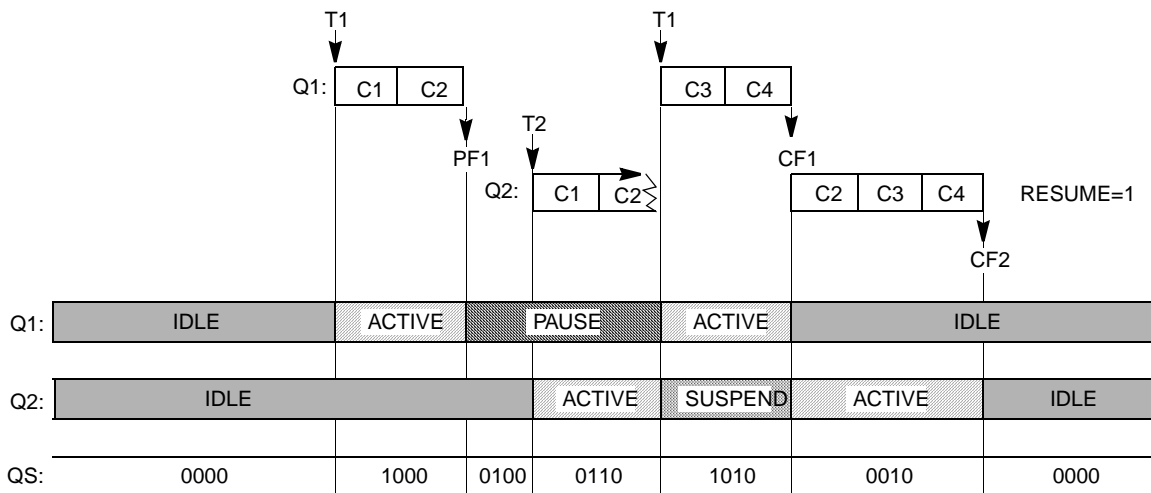 T1 T1
Q1: C1 C2 C3 C4
T2
PF1 CF1
Q2: C1 C2 C2 C3 C4 RESUME=1
CF2
Q1: IDLE ACTIVE PAUSE ACTIVE IDLE
Q2: IDLE ACTIVE SUSPEND ACTIVE IDLE
QS: 0000 1000 0100 0110 1010 0010 0000